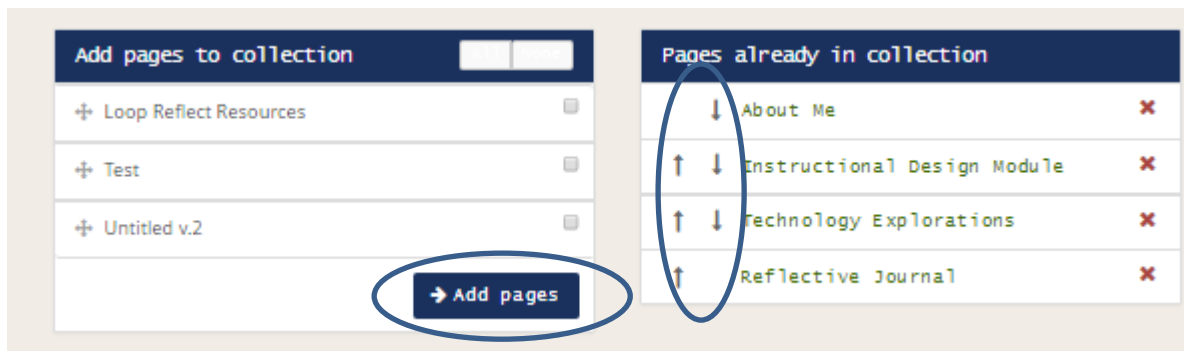 Add pages to collection
Loop Reflect Resources
Test
Untitled v.2
Add pages
Pages already in collection
About Me
Instructional Design Module
Technology Explorations
Reflective Journal